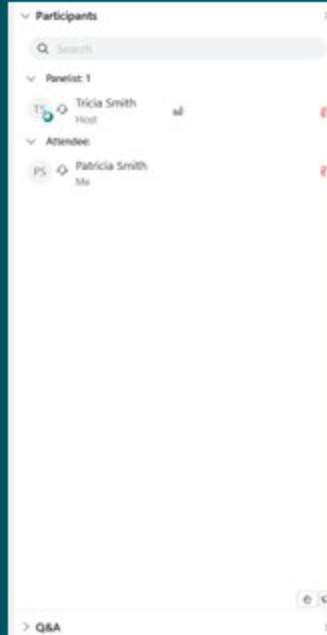 Participants
Search
Panelist: 1
TS
Tricia Smith
Host
Attendee:
PS
Patricia Smith
Me
Q&A